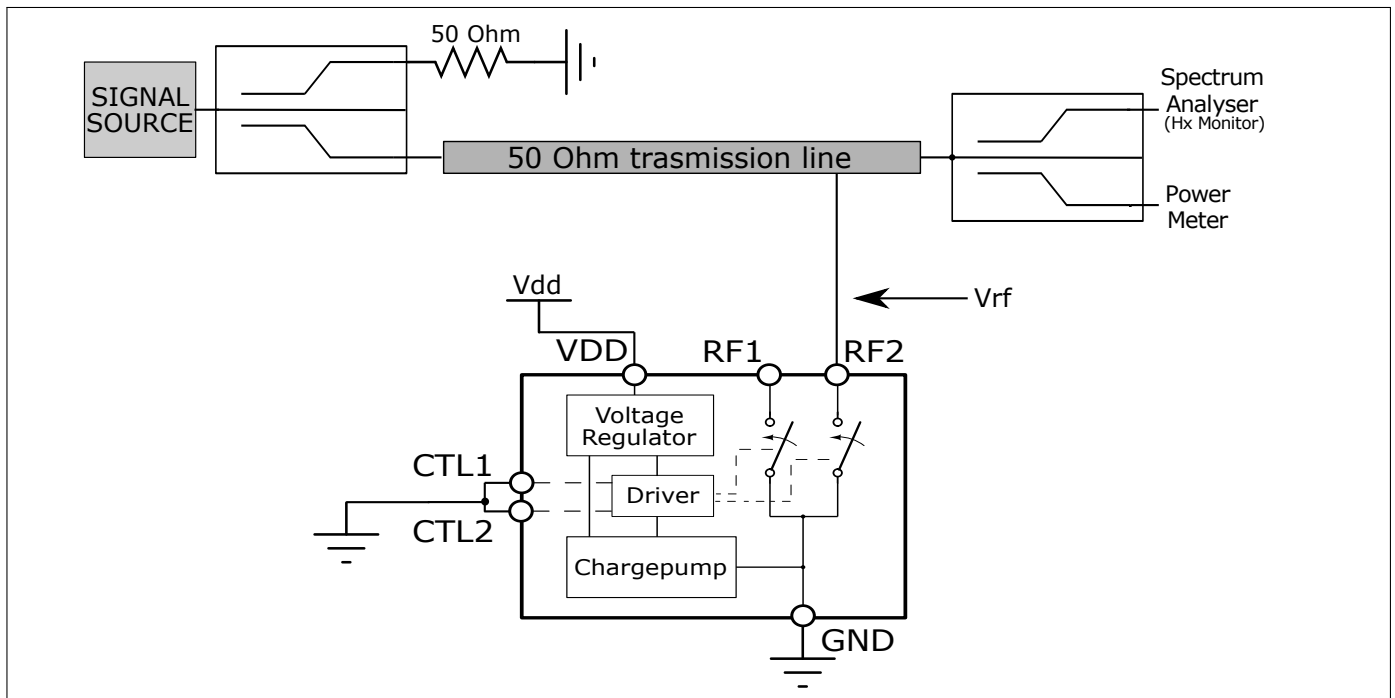 50 Ohm
SIGNAL
SOURCE
Spectrum
Analyser
(Hx Monitor)
50 Ohm trasmission line
Power
Meter
Vdd
Vrf
VDD
RF1
RF2
Voltage
Regulator
CTL1
Driver
CTL2
Chargepump
GND